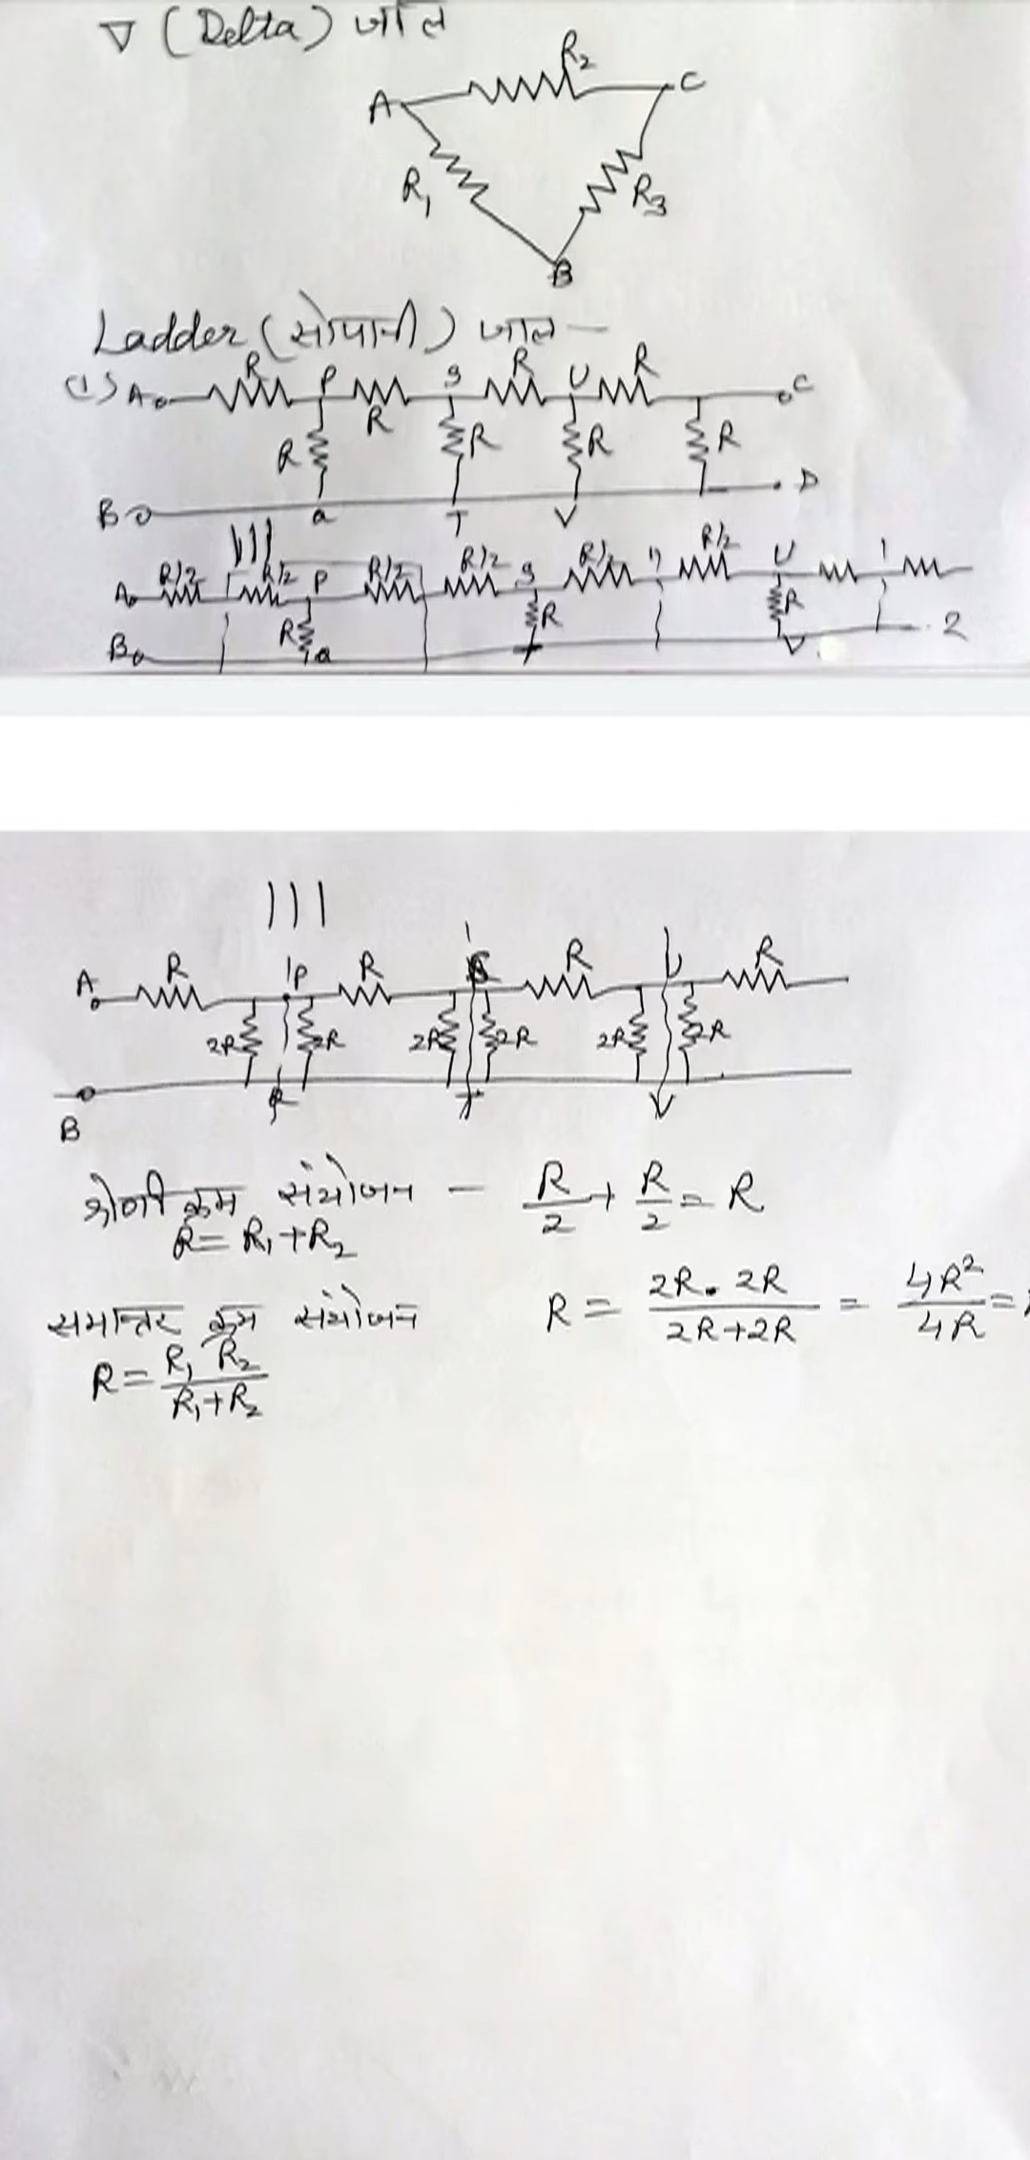 ∇ (Delta) जाल
R₂
A C
R₁ R₃
B
Ladder (सोपानी) जाल —
(1) A R P R S R U R C
R R R R
B Q T V D
A R/2 R/2 P R/2 R/2 S R/2 R/2 U
R R R
B Q T V 2
A R P R S R U R
2R 2R 2R 2R 2R 2R
B T V
श्रेणी क्रम संयोजन — R/2 + R/2 = R
R = R₁ + R₂
समान्तर क्रम संयोजन R = 2R . 2R / 2R + 2R = 4R² / 4R =
R = R₁ R₂ / R₁ + R₂